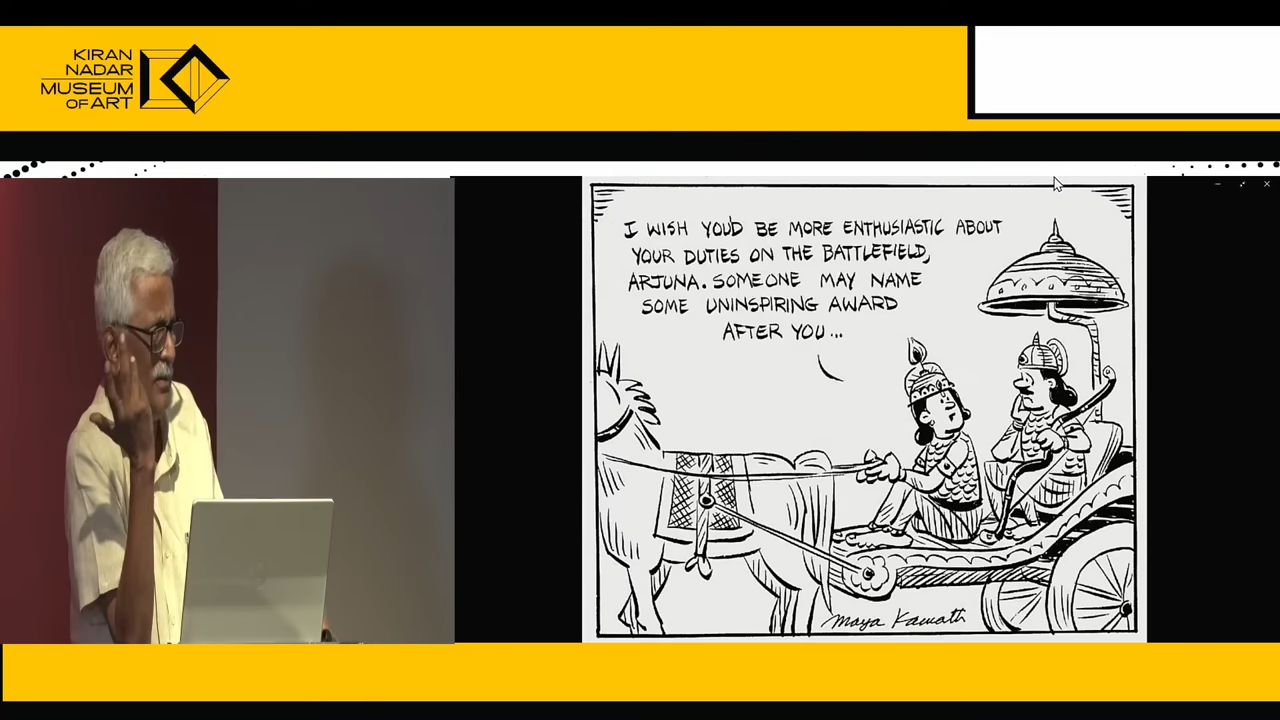 KIRAN
NADAR
MUSEUM
OF ART
I WISH YOU'D BE MORE ENTHUSIASTIC ABOUT
YOUR DUTIES ON THE BATTLEFIELD,
ARJUNA. SOMEONE MAY NAME
SOME UNINSPIRING AWARD
AFTER YOU...
Maya Kamath